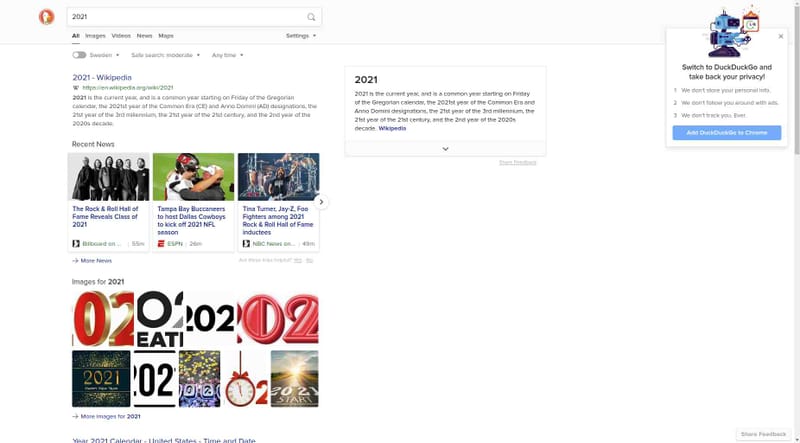 2021
All Images Videos News Maps Settings
Sweden Safe search: moderate Any time
2021 - Wikipedia
W https://en.wikipedia.org/wiki/2021
2021 is the current year, and is a common year starting on Friday of the Gregorian
calendar, the 2021st year of the Common Era (CE) and Anno Domini (AD) designations, the
21st year of the 3rd millennium, the 21st year of the 21st century, and the 2nd year of the
2020s decade.
Recent News
The Rock & Roll Hall of
Fame Reveals Class of
2021
Billboard on ... 55m
Tampa Bay Buccaneers
to host Dallas Cowboys
to kick off 2021 NFL
season
ESPN 26m
Tina Turner, Jay-Z, Foo
Fighters among 2021
Rock & Roll Hall of Fame
inductees
NBC News on... 49m
More News
Are these links helpful? Yes No
Images for 2021
202
EATI
202
202
2021
202
2021
START
More Images for 2021
Year 2021 Calendar - United States - Time and Date
2021
2021 is the current year, and is a common year starting on Friday
of the Gregorian calendar, the 2021st year of the Common Era and
Anno Domini designations, the 21st year of the 3rd millennium, the
21st year of the 21st century, and the 2nd year of the 2020s
decade. Wikipedia
Share Feedback
Switch to DuckDuckGo and
take back your privacy!
1 We don't store your personal info.
2 We don't follow you around with ads.
3 We don't track you. Ever.
Add DuckDuckGo to Chrome
Share Feedback